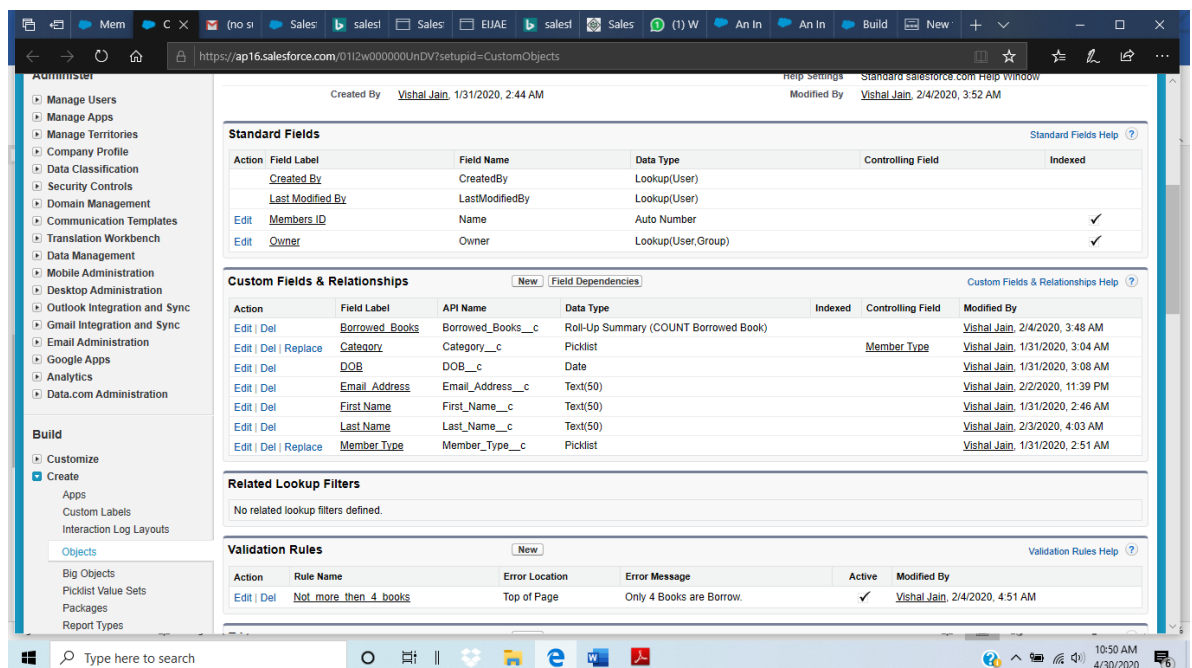 Mem C (no su Sales salesf Sales EIJAE salesf Sales (1) W An In An In Build New
https://ap16.salesforce.com/01I2w000000UnDV?setupid=CustomObjects
Administer
Help Settings Standard salesforce.com Help Window
Created By Vishal Jain, 1/31/2020, 2:44 AM Modified By Vishal Jain, 2/4/2020, 3:52 AM
Manage Users
Manage Apps
Manage Territories
Company Profile
Data Classification
Security Controls
Domain Management
Communication Templates
Translation Workbench
Data Management
Mobile Administration
Desktop Administration
Outlook Integration and Sync
Gmail Integration and Sync
Email Administration
Google Apps
Analytics
Data.com Administration
Build
Customize
Create
Apps
Custom Labels
Interaction Log Layouts
Objects
Big Objects
Picklist Value Sets
Packages
Report Types
Standard Fields Standard Fields Help ?
Action Field Label Field Name Data Type Controlling Field Indexed
Created By CreatedBy Lookup(User)
Last Modified By LastModifiedBy Lookup(User)
Edit Members ID Name Auto Number ✓
Edit Owner Owner Lookup(User,Group) ✓
Custom Fields & Relationships New Field Dependencies Custom Fields & Relationships Help ?
Action Field Label API Name Data Type Indexed Controlling Field Modified By
Edit | Del Borrowed_Books Borrowed_Books__c Roll-Up Summary (COUNT Borrowed Book) Vishal Jain, 2/4/2020, 3:48 AM
Edit | Del | Replace Category Category__c Picklist Member Type Vishal Jain, 1/31/2020, 3:04 AM
Edit | Del DOB DOB__c Date Vishal Jain, 1/31/2020, 3:08 AM
Edit | Del Email_Address Email_Address__c Text(50) Vishal Jain, 2/2/2020, 11:39 PM
Edit | Del First Name First_Name__c Text(50) Vishal Jain, 1/31/2020, 2:46 AM
Edit | Del Last Name Last_Name__c Text(50) Vishal Jain, 2/3/2020, 4:03 AM
Edit | Del | Replace Member Type Member_Type__c Picklist Vishal Jain, 1/31/2020, 2:51 AM
Related Lookup Filters
No related lookup filters defined.
Validation Rules New Validation Rules Help ?
Action Rule Name Error Location Error Message Active Modified By
Edit | Del Not_more_then_4_books Top of Page Only 4 Books are Borrow. ✓ Vishal Jain, 2/4/2020, 4:51 AM
Type here to search
10:50 AM
4/30/2020